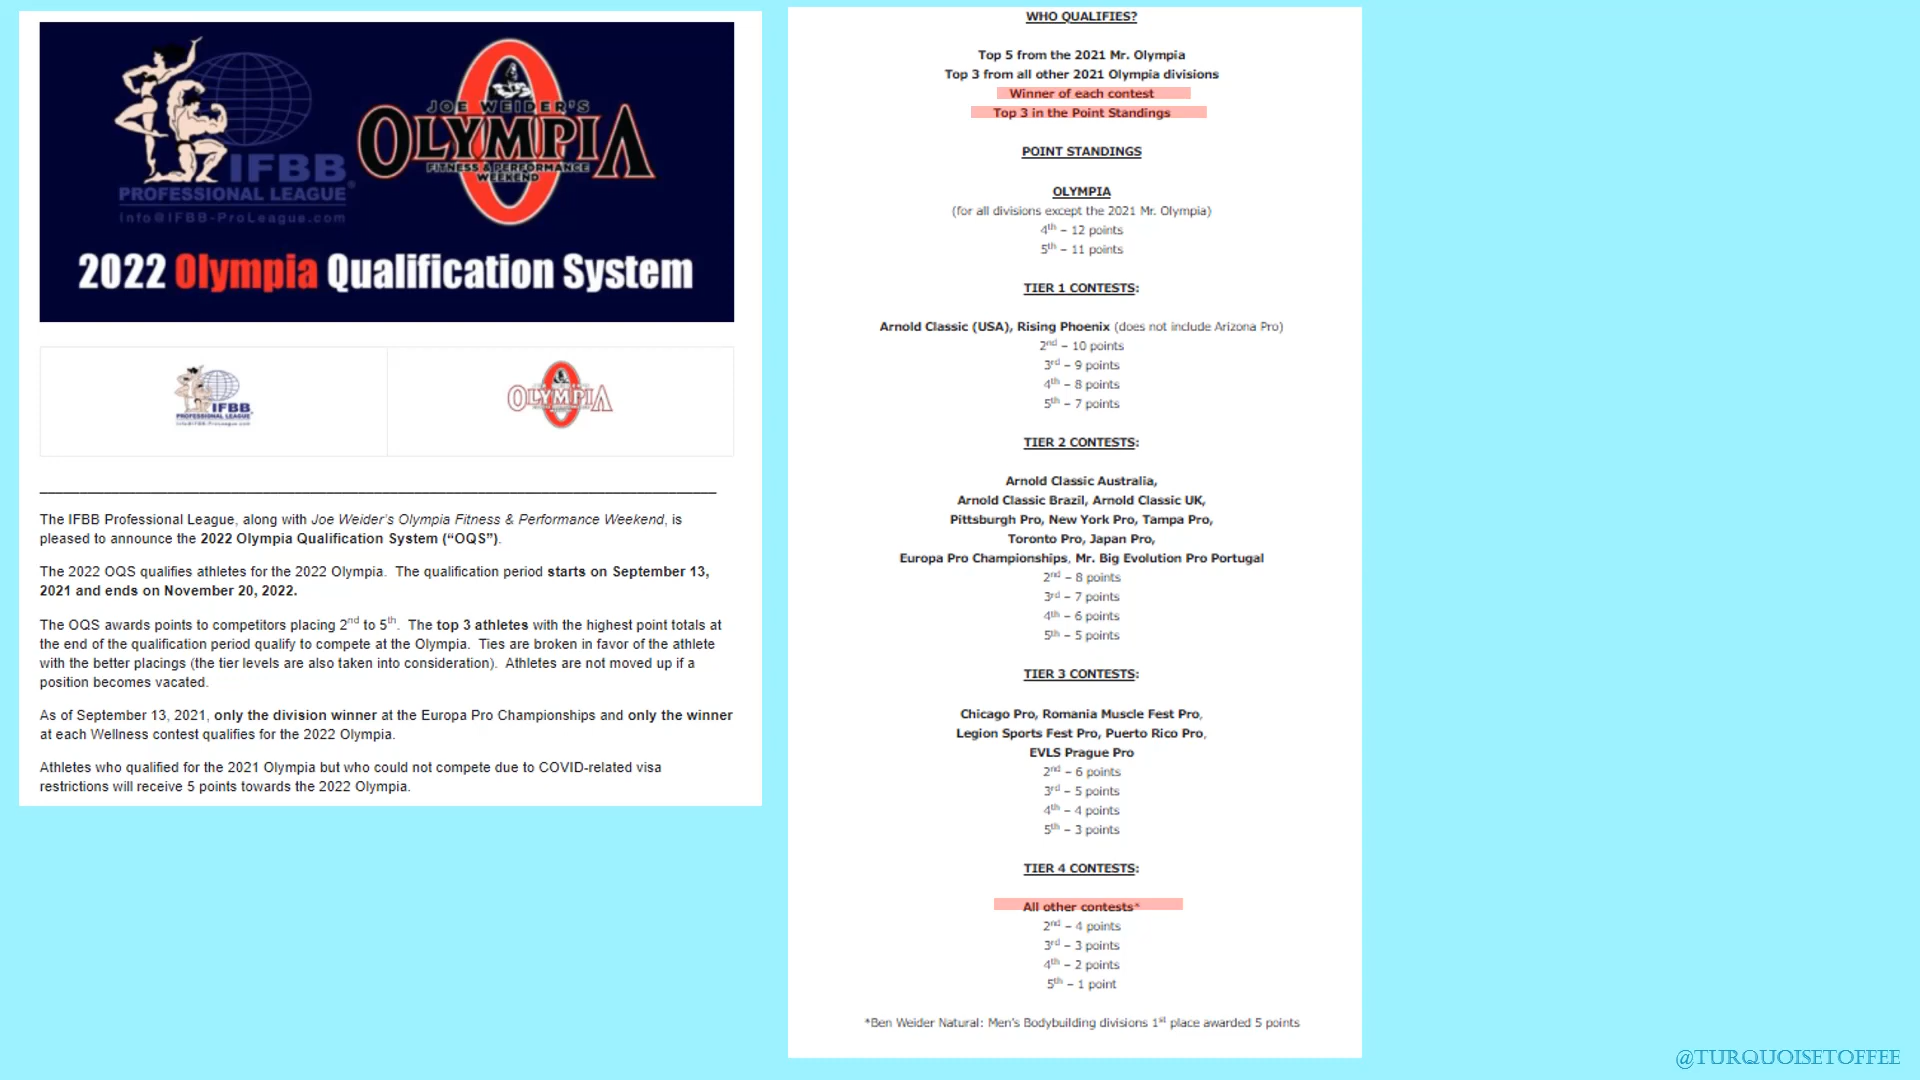 IFBB
PROFESSIONAL LEAGUE®
Info@IFBB-ProLeague.com
JOE WEIDER'S
OLYMPIA
FITNESS & PERFORMANCE
WEEKEND
2022 Olympia Qualification System
IFBB
PROFESSIONAL LEAGUE
Info@IFBB-ProLeague.com
OLYMPIA
The IFBB Professional League, along with Joe Weider's Olympia Fitness & Performance Weekend, is
pleased to announce the 2022 Olympia Qualification System (“OQS”).
The 2022 OQS qualifies athletes for the 2022 Olympia. The qualification period starts on September 13,
2021 and ends on November 20, 2022.
The OQS awards points to competitors placing 2nd to 5th. The top 3 athletes with the highest point totals at
the end of the qualification period qualify to compete at the Olympia. Ties are broken in favor of the athlete
with the better placings (the tier levels are also taken into consideration). Athletes are not moved up if a
position becomes vacated.
As of September 13, 2021, only the division winner at the Europa Pro Championships and only the winner
at each Wellness contest qualifies for the 2022 Olympia.
Athletes who qualified for the 2021 Olympia but who could not compete due to COVID-related visa
restrictions will receive 5 points towards the 2022 Olympia.
WHO QUALIFIES?
Top 5 from the 2021 Mr. Olympia
Top 3 from all other 2021 Olympia divisions
Winner of each contest
Top 3 in the Point Standings
POINT STANDINGS
OLYMPIA
(for all divisions except the 2021 Mr. Olympia)
4th – 12 points
5th – 11 points
TIER 1 CONTESTS:
Arnold Classic (USA), Rising Phoenix (does not include Arizona Pro)
2nd – 10 points
3rd – 9 points
4th – 8 points
5th – 7 points
TIER 2 CONTESTS:
Arnold Classic Australia,
Arnold Classic Brazil, Arnold Classic UK,
Pittsburgh Pro, New York Pro, Tampa Pro,
Toronto Pro, Japan Pro,
Europa Pro Championships, Mr. Big Evolution Pro Portugal
2nd – 8 points
3rd – 7 points
4th – 6 points
5th – 5 points
TIER 3 CONTESTS:
Chicago Pro, Romania Muscle Fest Pro,
Legion Sports Fest Pro, Puerto Rico Pro,
EVLS Prague Pro
2nd – 6 points
3rd – 5 points
4th – 4 points
5th – 3 points
TIER 4 CONTESTS:
All other contests*
2nd – 4 points
3rd – 3 points
4th – 2 points
5th – 1 point
*Ben Weider Natural: Men's Bodybuilding divisions 1st place awarded 5 points
@TURQUOISETOFFEE